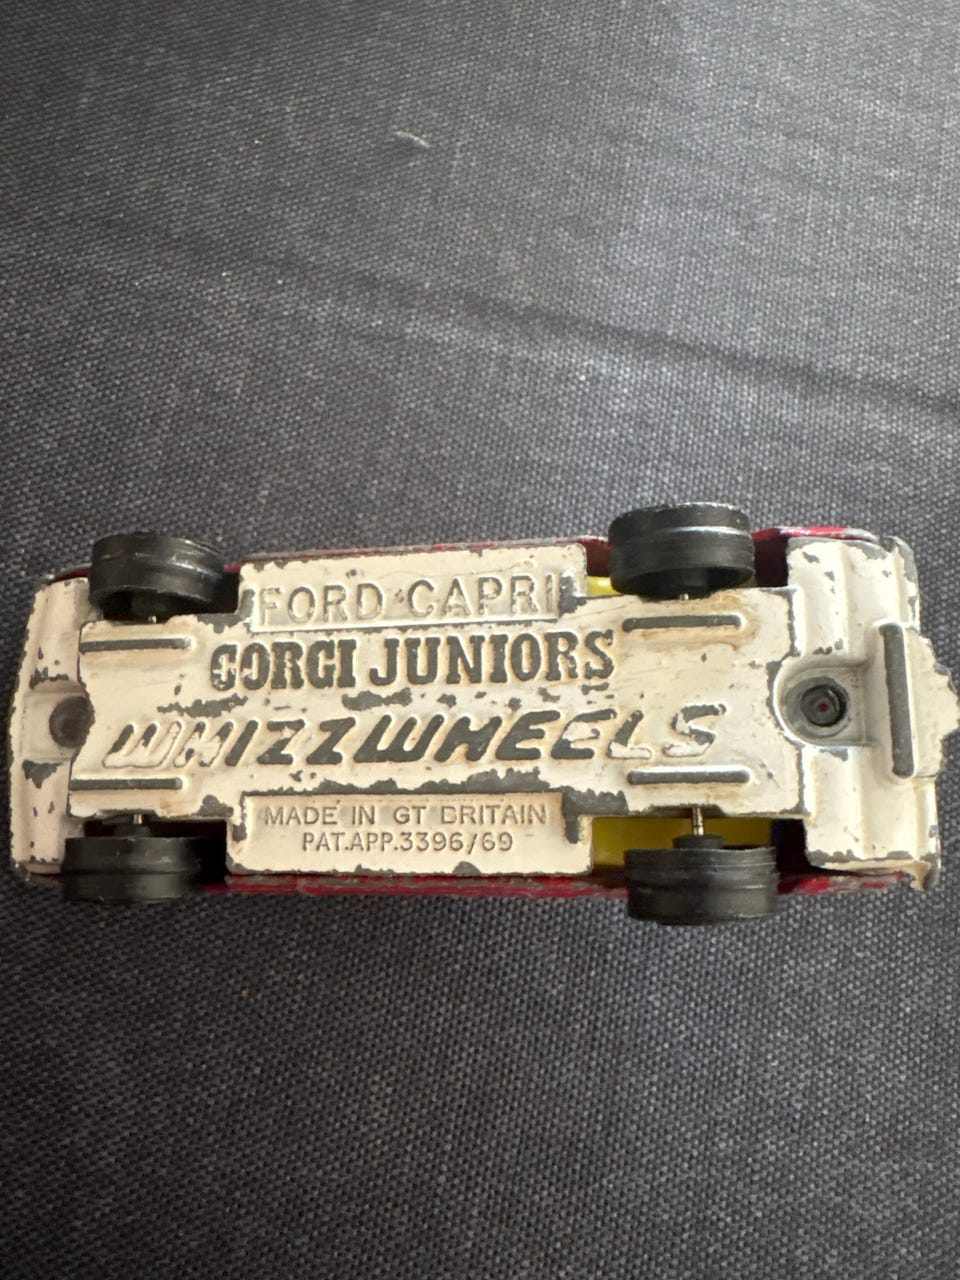 FORD CAPRI
CORGI JUNIORS
WHIZZWHEELS
MADE IN GT BRITAIN
PAT.APP.3396/69